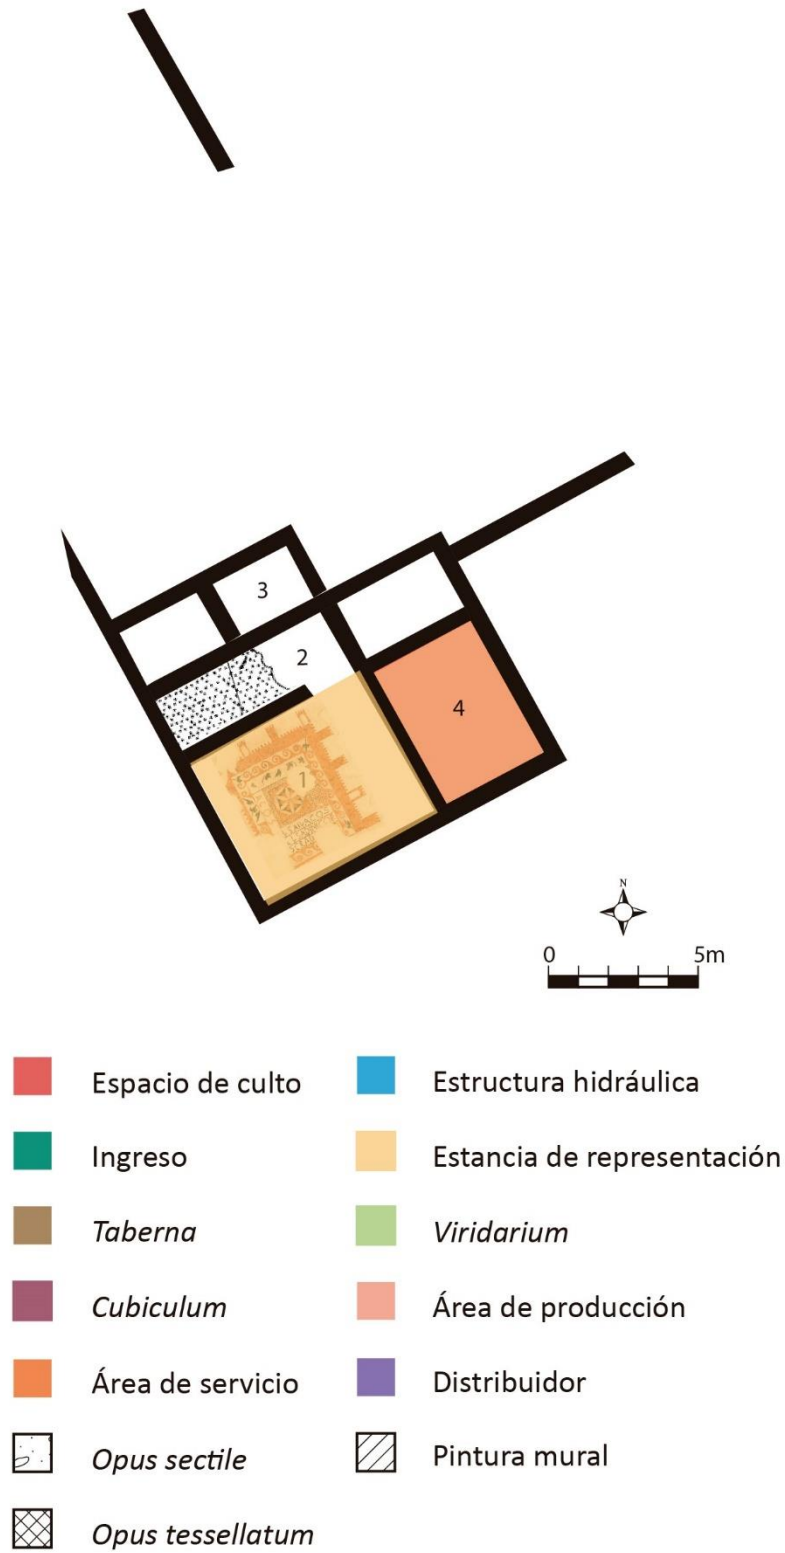 3
2
4
1
N
0 5m
Espacio de culto
Estructura hidráulica
Ingreso
Estancia de representación
Taberna
Viridarium
Cubiculum
Área de producción
Área de servicio
Distribuidor
Opus sectile
Pintura mural
Opus tessellatum